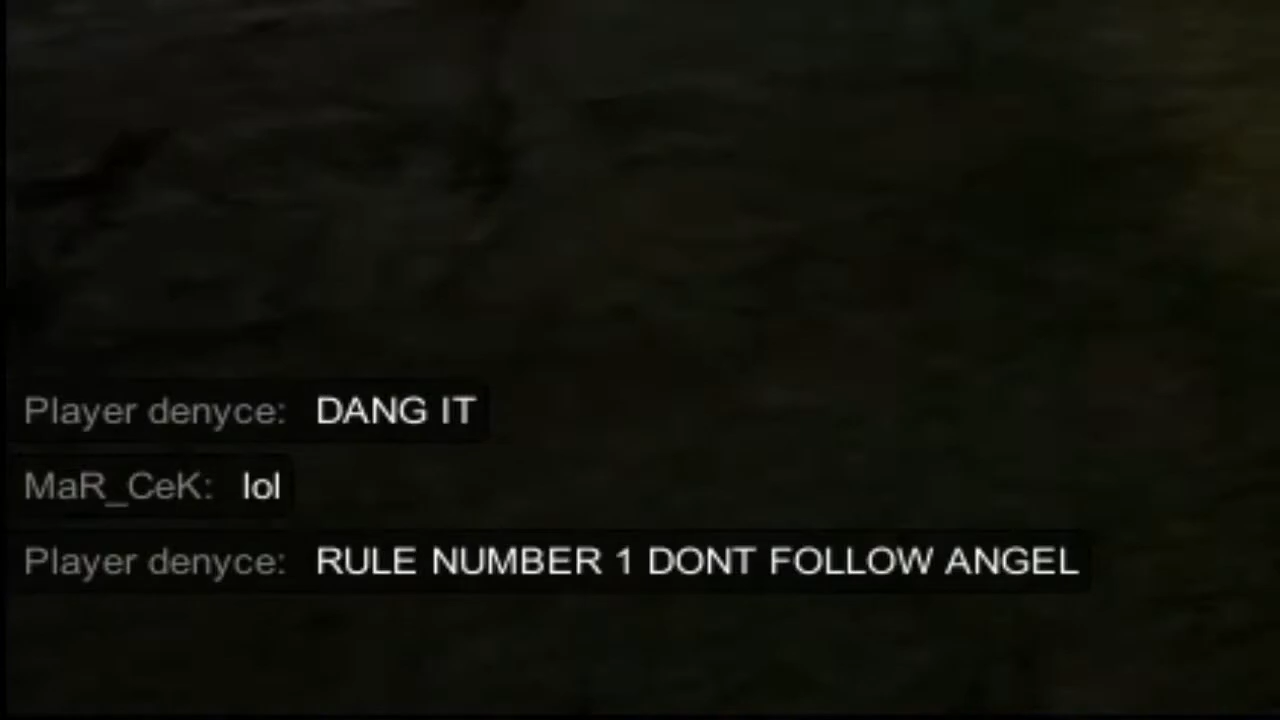 Player denyce: DANG IT
MaR_CeK: lol
Player denyce: RULE NUMBER 1 DONT FOLLOW ANGEL